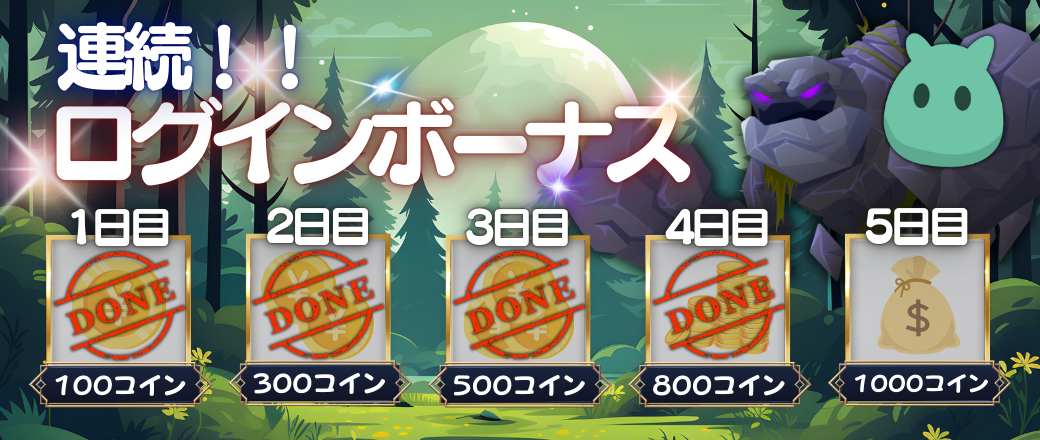 連続！！
ログインボーナス
1日目 2日目 3日目 4日目 5日目
DONE DONE DONE DONE $
100コイン 300コイン 500コイン 800コイン 1000コイン